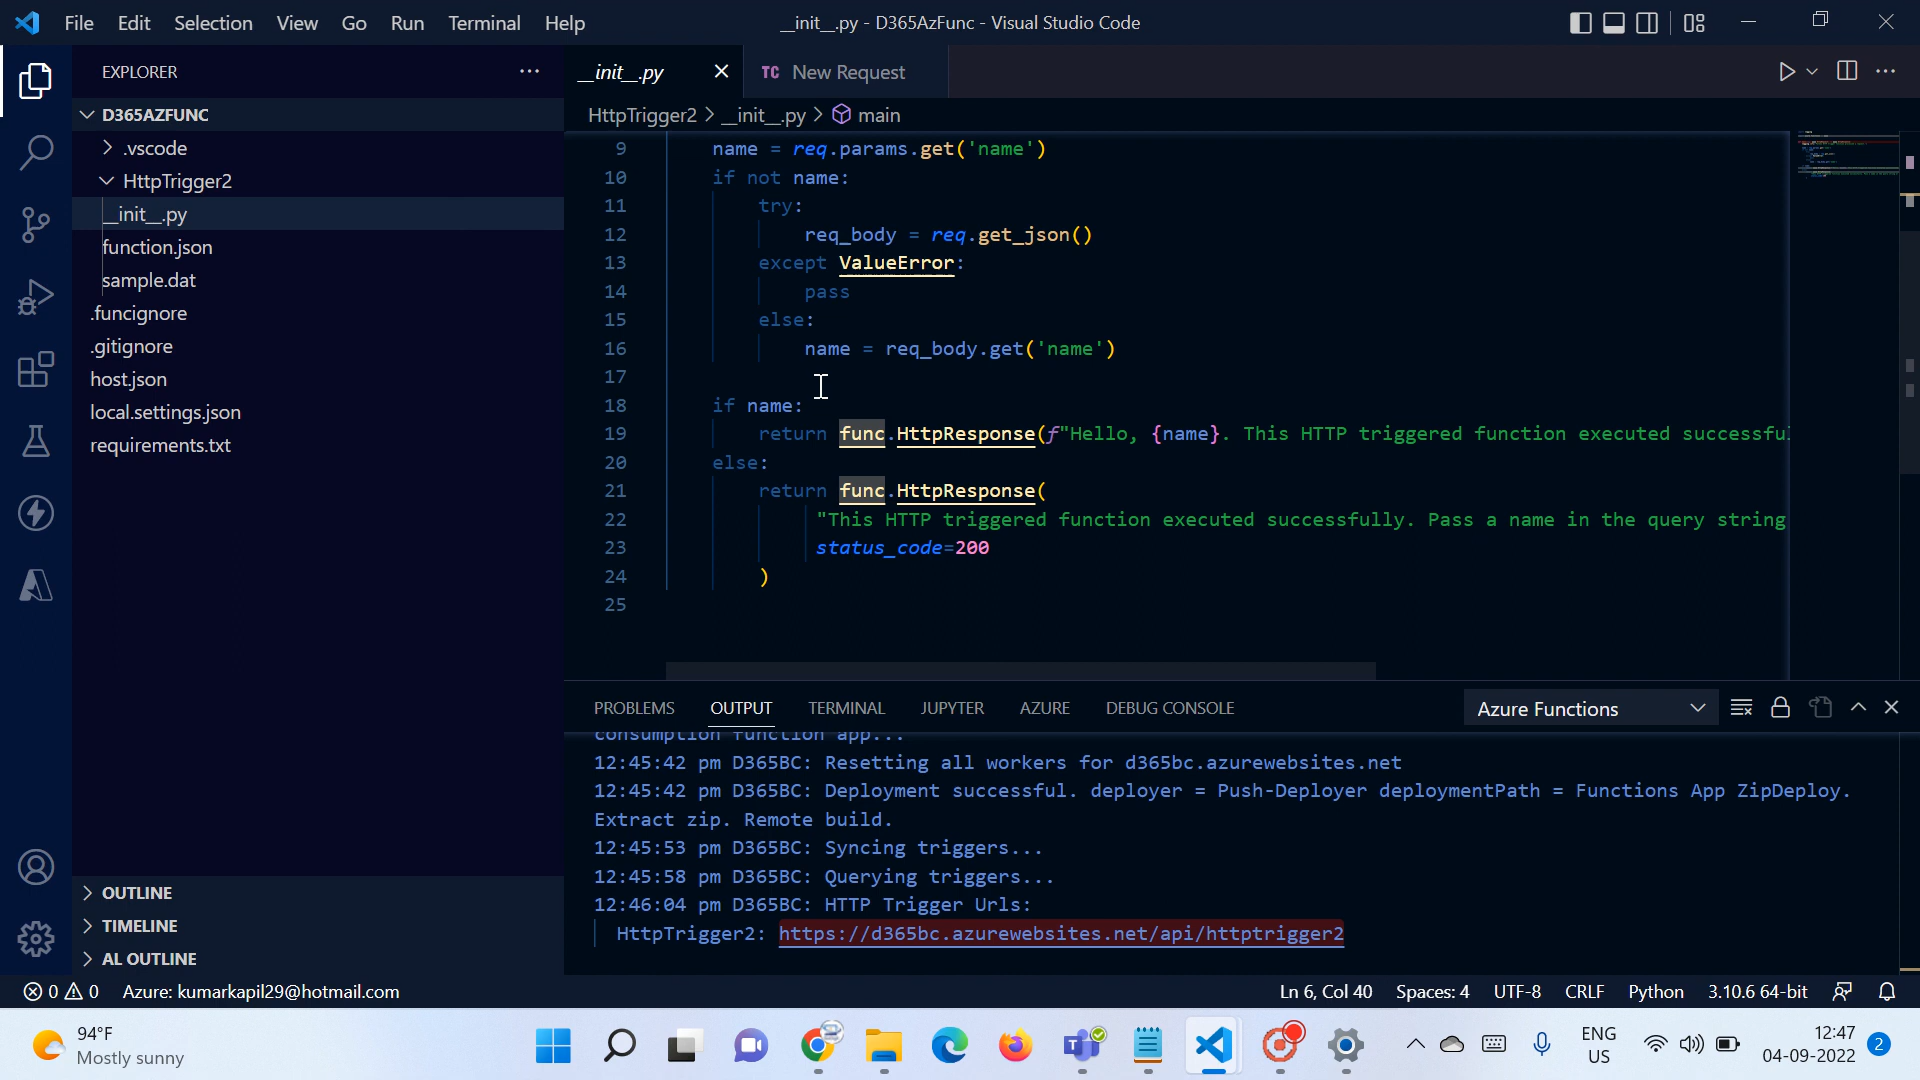 File Edit Selection View Go Run Terminal Help
__init__.py - D365AzFunc - Visual Studio Code
EXPLORER
D365AZFUNC
.vscode
HttpTrigger2
__init__.py
function.json
sample.dat
.funcignore
.gitignore
host.json
local.settings.json
requirements.txt
OUTLINE
TIMELINE
AL OUTLINE
__init__.py
TC New Request
HttpTrigger2 > __init__.py > main
9 name = req.params.get('name')
10 if not name:
11 try:
12 req_body = req.get_json()
13 except ValueError:
14 pass
15 else:
16 name = req_body.get('name')
17
18 if name:
19 return func.HttpResponse(f"Hello, {name}. This HTTP triggered function executed successfu
20 else:
21 return func.HttpResponse(
22 "This HTTP triggered function executed successfully. Pass a name in the query string
23 status_code=200
24 )
25
PROBLEMS OUTPUT TERMINAL JUPYTER AZURE DEBUG CONSOLE
Azure Functions
consumption function app...
12:45:42 pm D365BC: Resetting all workers for d365bc.azurewebsites.net
12:45:42 pm D365BC: Deployment successful. deployer = Push-Deployer deploymentPath = Functions App ZipDeploy.
Extract zip. Remote build.
12:45:53 pm D365BC: Syncing triggers...
12:45:58 pm D365BC: Querying triggers...
12:46:04 pm D365BC: HTTP Trigger Urls:
HttpTrigger2: https://d365bc.azurewebsites.net/api/httptrigger2
0 0 Azure: kumarkapil29@hotmail.com
Ln 6, Col 40 Spaces: 4 UTF-8 CRLF Python 3.10.6 64-bit
94°F
Mostly sunny
ENG
US
12:47
04-09-2022
2